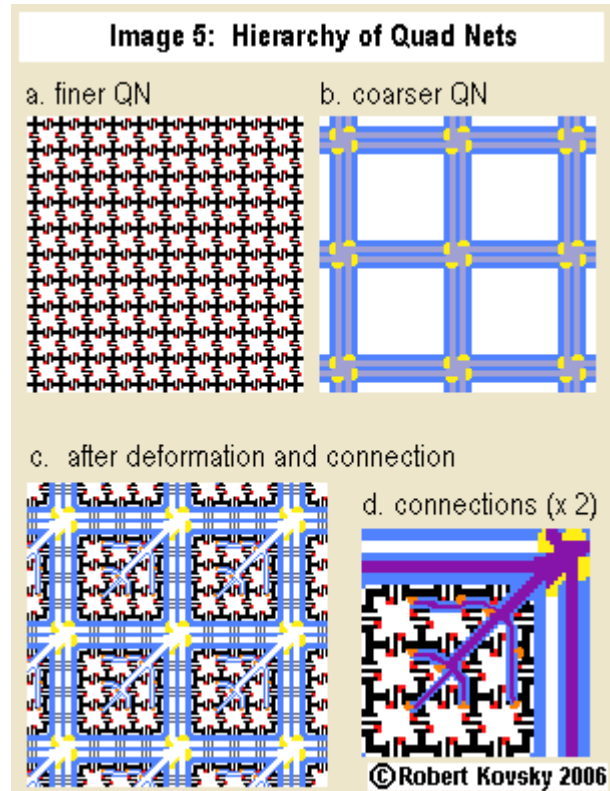 Image 5: Hierarchy of Quad Nets
a. finer QN
b. coarser QN
c. after deformation and connection
d. connections (x 2)
©Robert Kovsky 2006